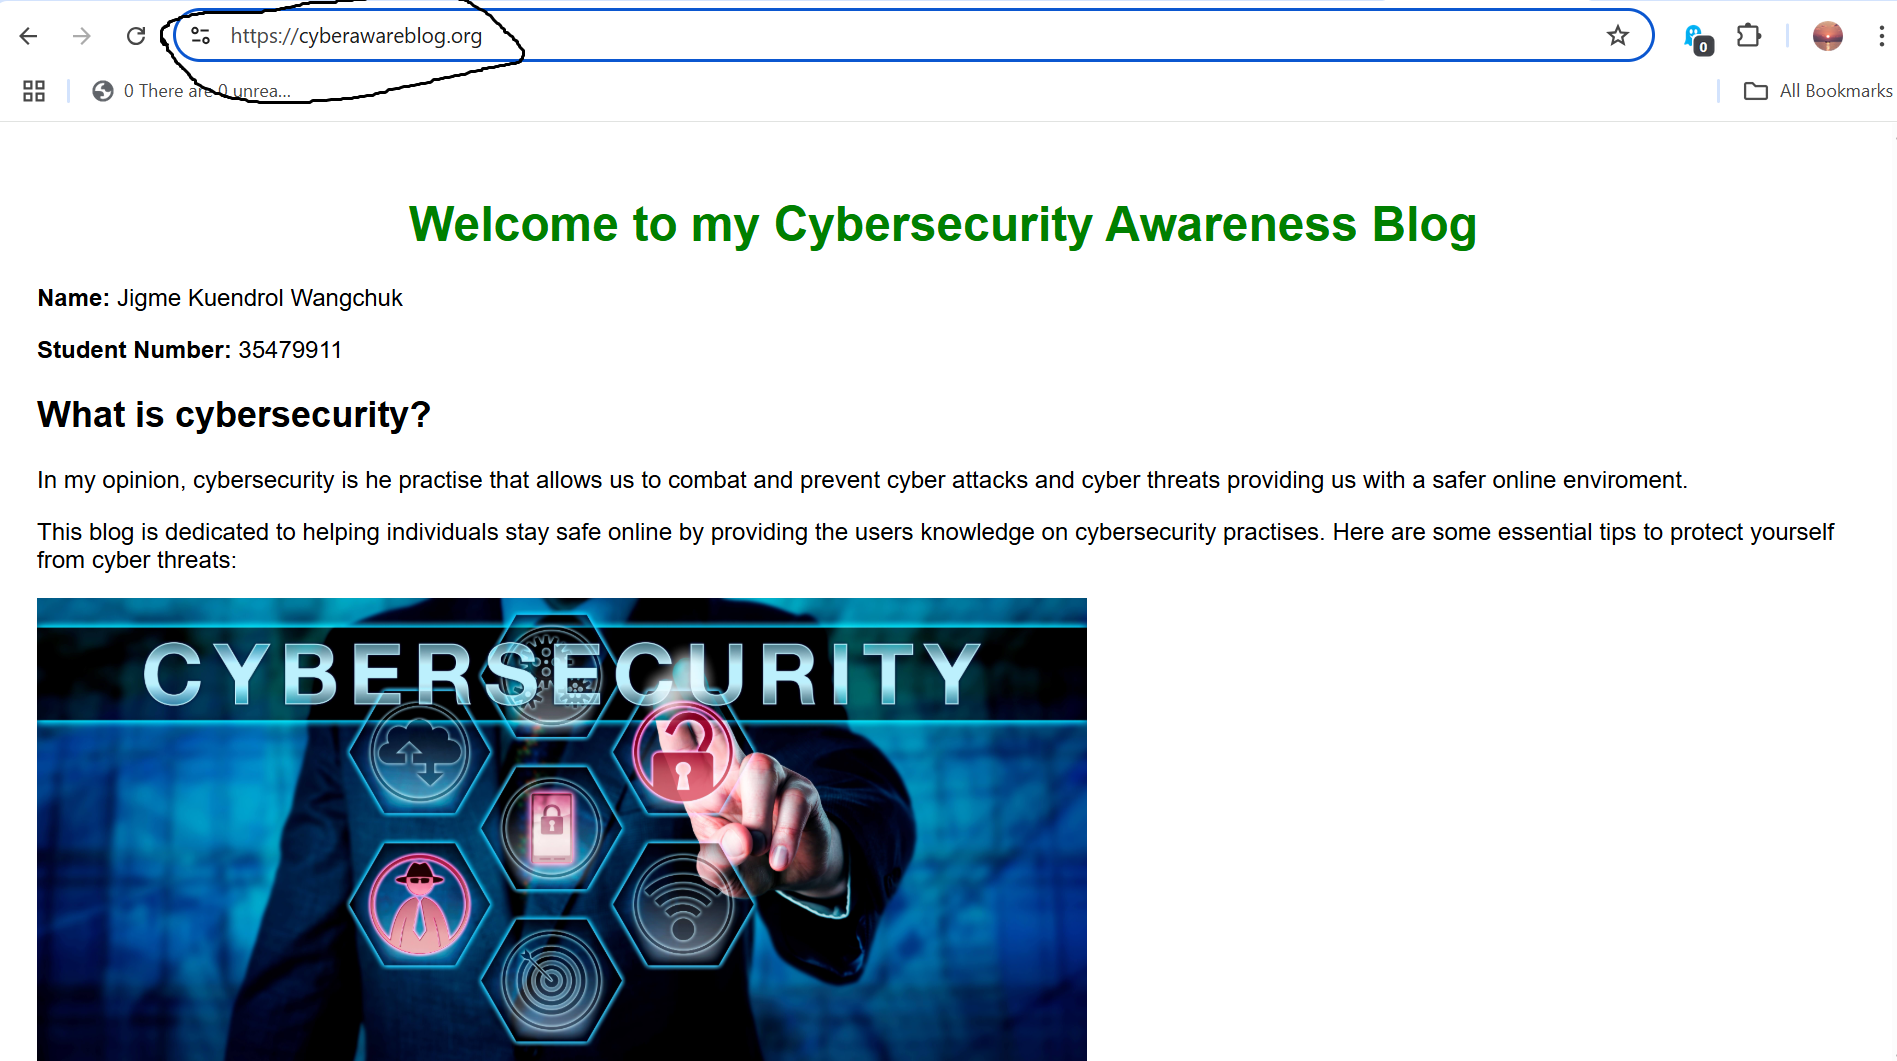 https://cyberawareblog.org
0
0 There are 0 unrea...
All Bookmarks
Welcome to my Cybersecurity Awareness Blog
Name: Jigme Kuendrol Wangchuk
Student Number: 35479911
What is cybersecurity?
In my opinion, cybersecurity is he practise that allows us to combat and prevent cyber attacks and cyber threats providing us with a safer online enviroment.
This blog is dedicated to helping individuals stay safe online by providing the users knowledge on cybersecurity practises. Here are some essential tips to protect yourself
from cyber threats:
CYBERSECURITY